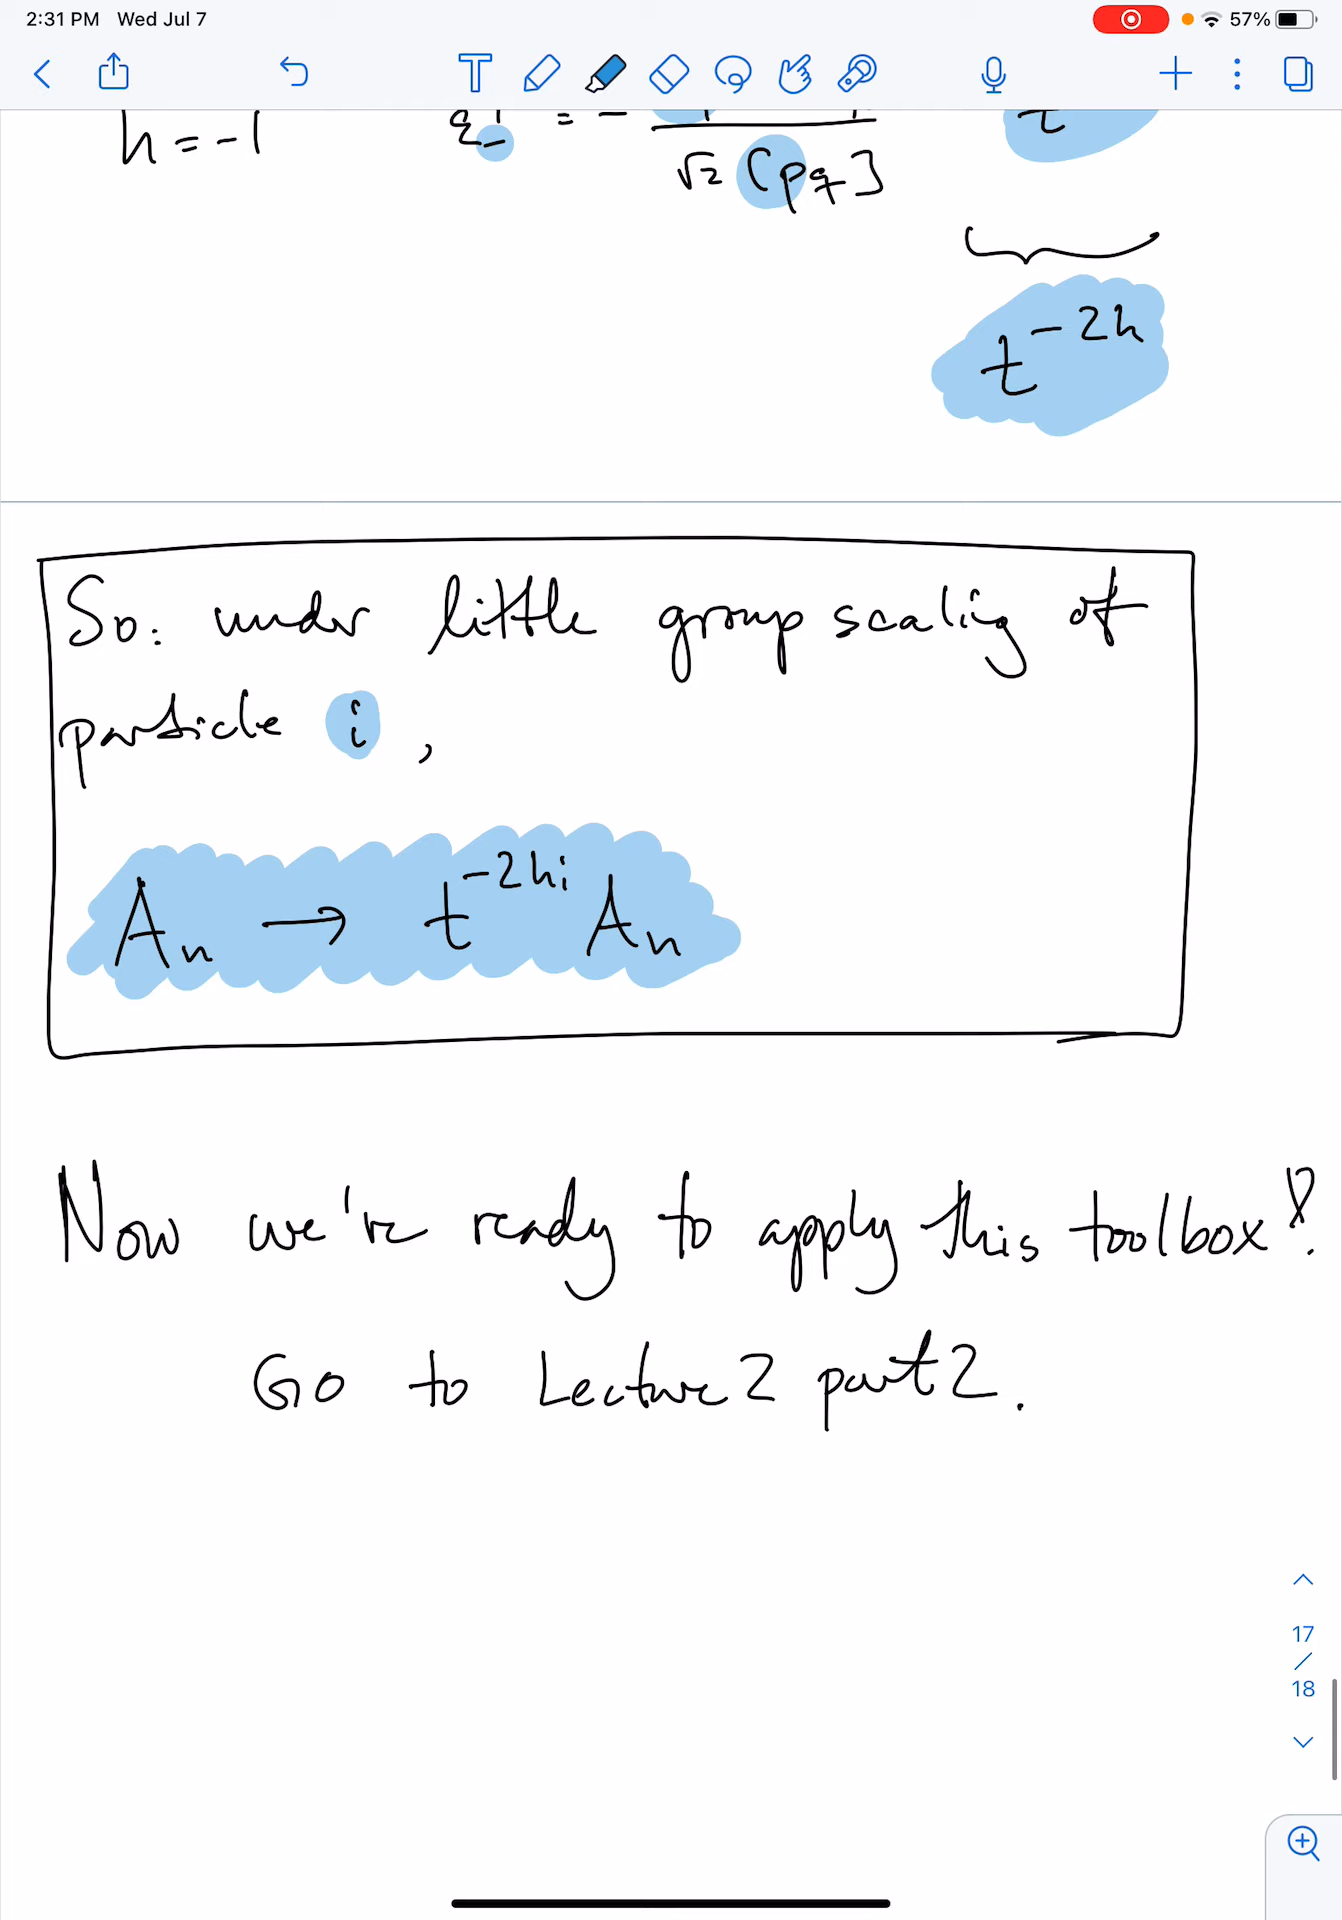 2:31 PM Wed Jul 7
57%
h = -1
= -
√2 [pq]
t
t^{-2h}
So: under little group scaling of
particle i,
A_n → t^{-2hi} A_n
Now we're ready to apply this toolbox!
Go to Lecture 2 part 2.
17
/
18